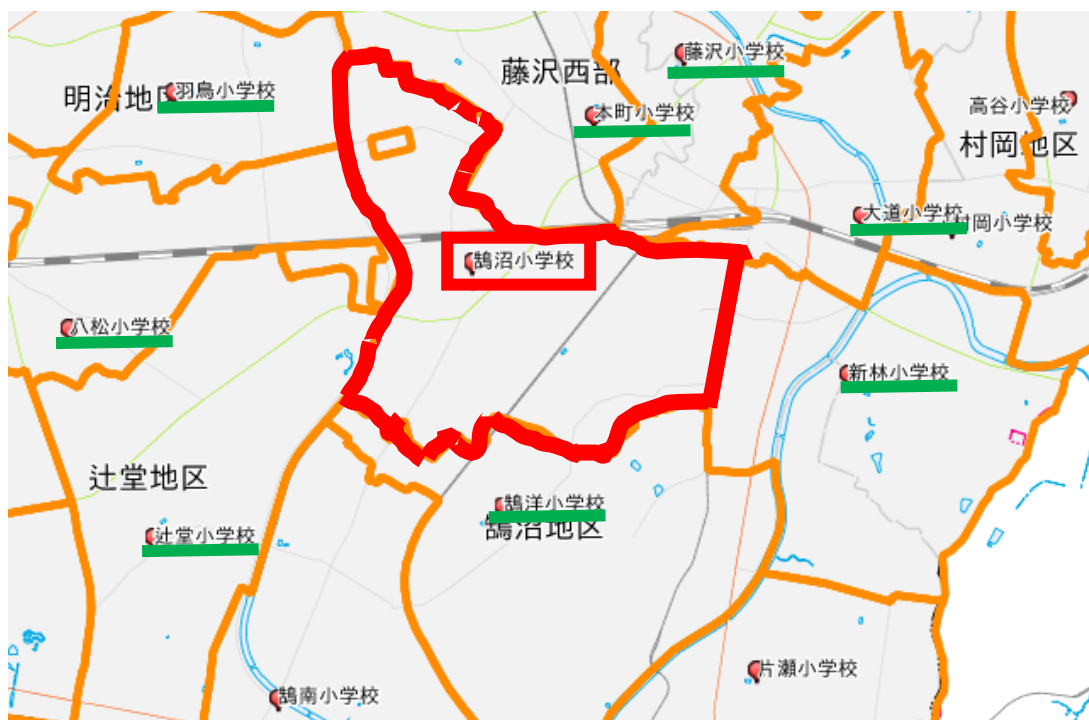 藤沢小学校
藤沢西部
明治地
羽鳥小学校
高谷小学校
本町小学校
村岡地区
大道小学校
村岡小学校
鵠沼小学校
八松小学校
新林小学校
辻堂地区
鵠洋小学校
鵠沼地区
辻堂小学校
片瀬小学校
鵠南小学校